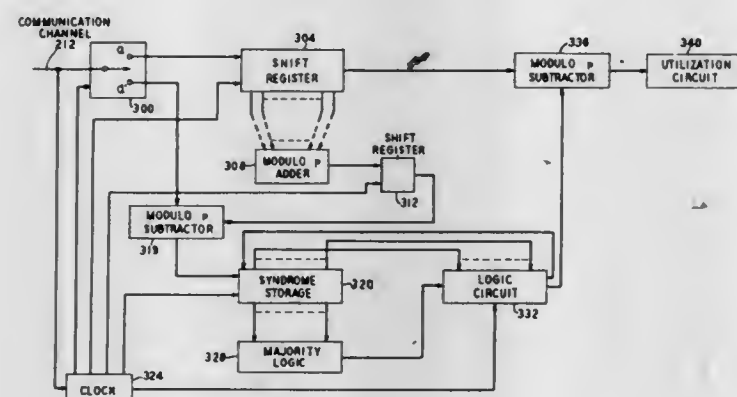 COMMUNICATION
CHANNEL
212
a
a
300
304
SHIFT
REGISTER
336
MODULO p
SUBTRACTOR
340
UTILIZATION
CIRCUIT
308
MODULO p
ADDER
SHIFT
REGISTER
312
MODULO p
SUBTRACTOR
319
SYNDROME
STORAGE
320
LOGIC
CIRCUIT
332
328
MAJORITY
LOGIC
324
CLOCK